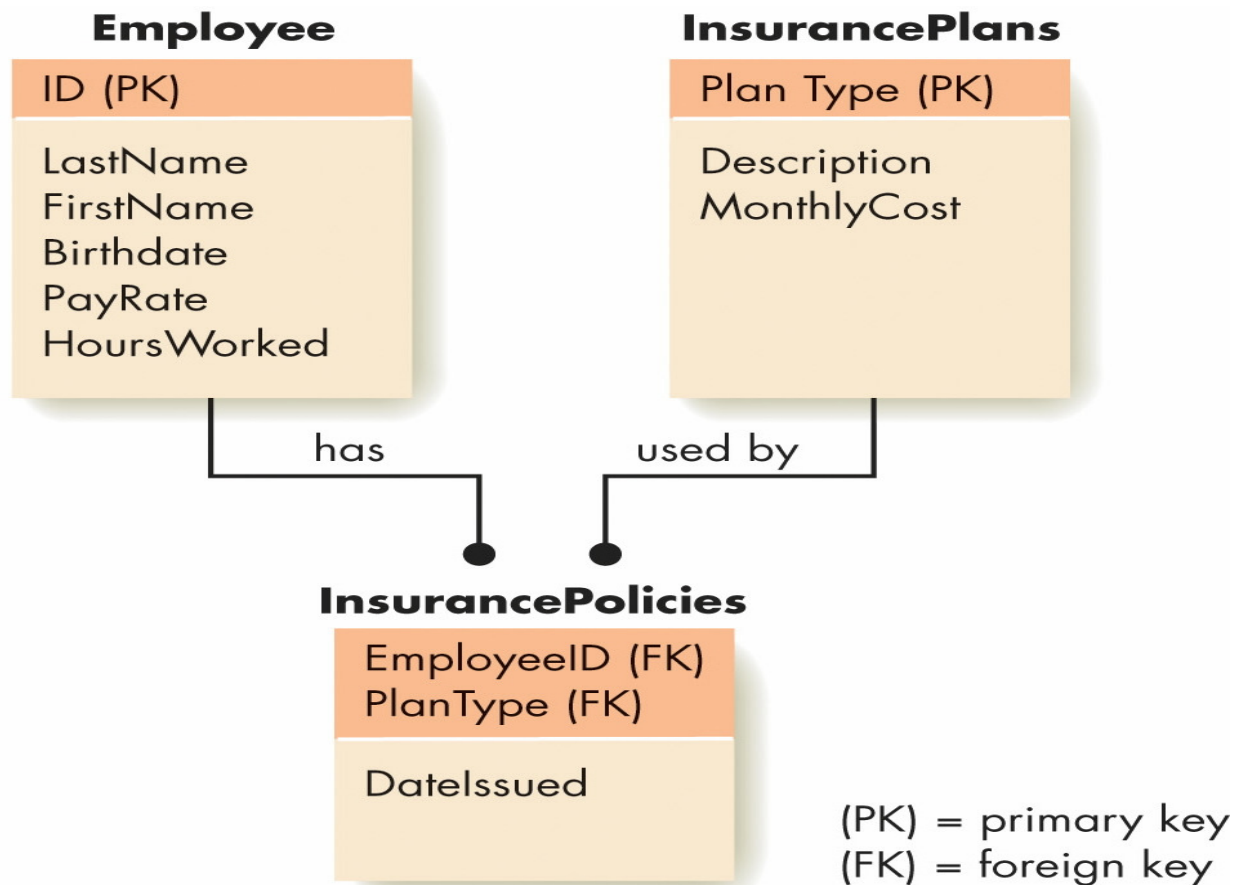 Employee
ID (PK)
LastName
FirstName
Birthdate
PayRate
HoursWorked
InsurancePlans
Plan Type (PK)
Description
MonthlyCost
has
used by
InsurancePolicies
EmployeeID (FK)
PlanType (FK)
DateIssued
(PK) = primary key
(FK) = foreign key